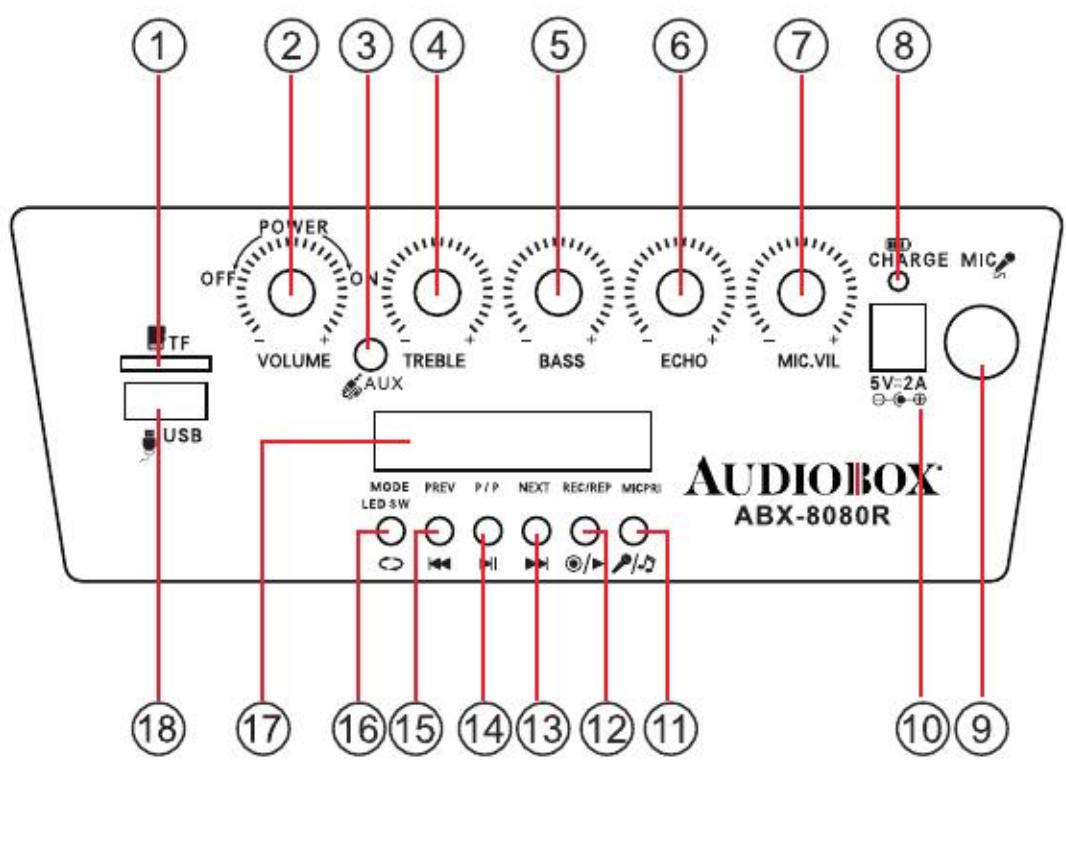 1 2 3 4 5 6 7 8
POWER
OFF ON
CHARGE MIC
TF
VOLUME TREBLE BASS ECHO MIC.VIL
AUX
5V 2A
USB
MODE PREV P/P NEXT REC/REP MICPRI
LED SW
AUDIOBOX
ABX-8080R
18 17 16 15 14 13 12 11 10 9